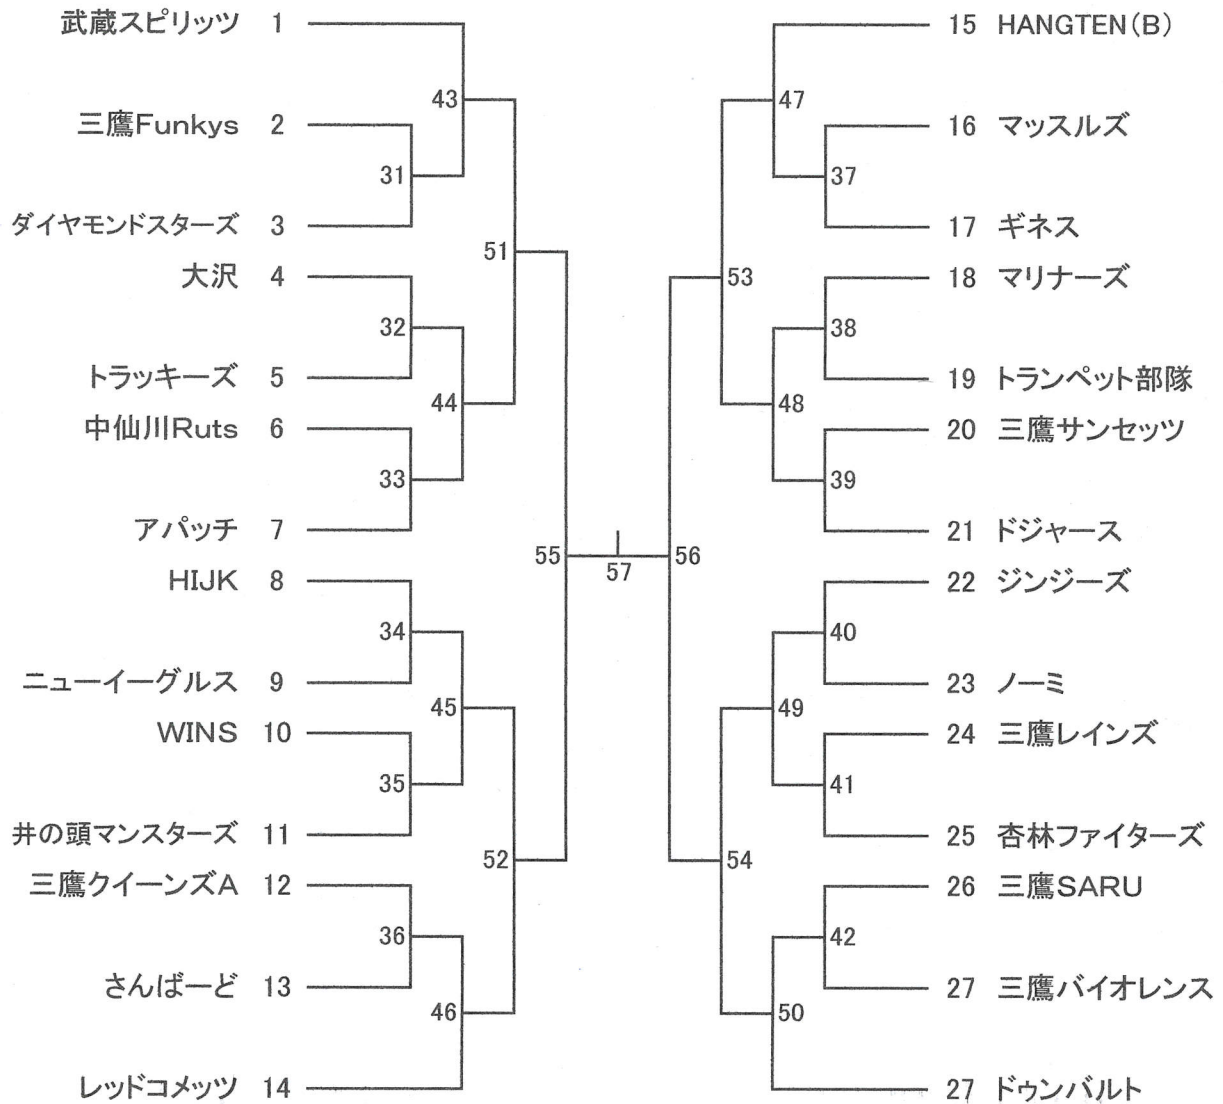 武蔵スピリッツ 1
三鷹Funkys 2
ダイヤモンドスターズ 3
大沢 4
トラッキーズ 5
中仙川Ruts 6
アパッチ 7
HIJK 8
ニューイーグルス 9
WINS 10
井の頭マンスターズ 11
三鷹クイーンズA 12
さんばーど 13
レッドコメッツ 14
31
32
33
34
35
36
43
44
45
46
51
52
55
57
56
53
54
47
48
49
50
37
38
39
40
41
42
15 HANGTEN(B)
16 マッスルズ
17 ギネス
18 マリナーズ
19 トランペット部隊
20 三鷹サンセッツ
21 ドジャース
22 ジンジーズ
23 ノーミ
24 三鷹レインズ
25 杏林ファイターズ
26 三鷹SARU
27 三鷹バイオレンス
27 ドゥンバルト